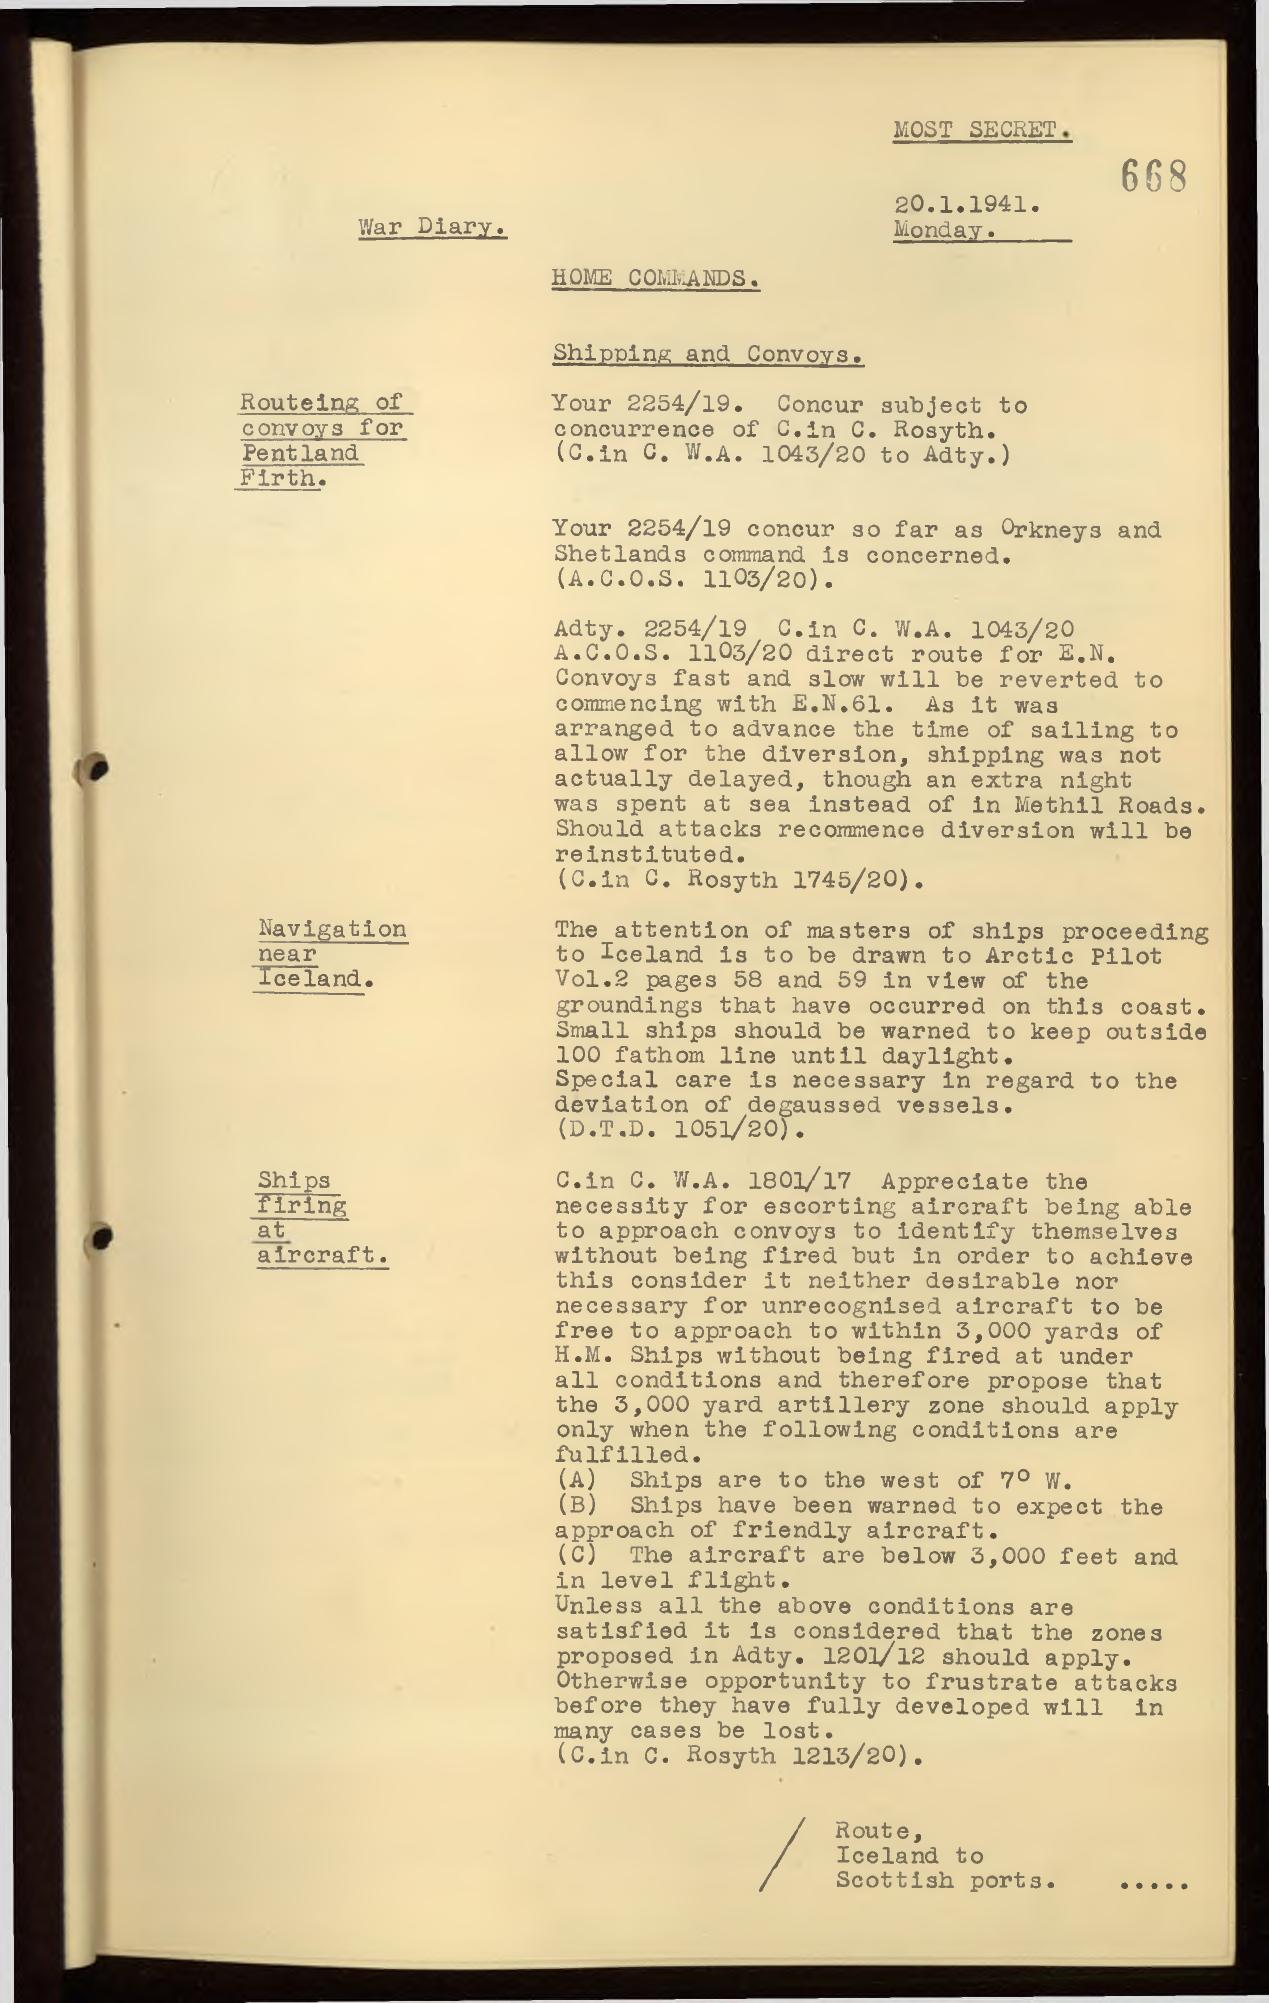 MOST SECRET.
668
20.1.1941.
War Diary.
Monday.
HOME COMMANDS.
Shipping and Convoys.
Routeing of
convoys for
Pentland
Firth.
Your 2254/19. Concur subject to
concurrence of C.in C. Rosyth.
(C.in C. W.A. 1043/20 to Adty.)
Your 2254/19 concur so far as Orkneys and
Shetlands command is concerned.
(A.C.O.S. 1103/20).
Adty. 2254/19 C.in C. W.A. 1043/20
A.C.O.S. 1103/20 direct route for E.N.
Convoys fast and slow will be reverted to
commencing with E.N.61. As it was
arranged to advance the time of sailing to
allow for the diversion, shipping was not
actually delayed, though an extra night
was spent at sea instead of in Methil Roads.
Should attacks recommence diversion will be
reinstituted.
(C.in C. Rosyth 1745/20).
Navigation
near
Iceland.
The attention of masters of ships proceeding
to Iceland is to be drawn to Arctic Pilot
Vol.2 pages 58 and 59 in view of the
groundings that have occurred on this coast.
Small ships should be warned to keep outside
100 fathom line until daylight.
Special care is necessary in regard to the
deviation of degaussed vessels.
(D.T.D. 1051/20).
Ships
firing
at
aircraft.
C.in C. W.A. 1801/17 Appreciate the
necessity for escorting aircraft being able
to approach convoys to identify themselves
without being fired but in order to achieve
this consider it neither desirable nor
necessary for unrecognised aircraft to be
free to approach to within 3,000 yards of
H.M. Ships without being fired at under
all conditions and therefore propose that
the 3,000 yard artillery zone should apply
only when the following conditions are
fulfilled.
(A) Ships are to the west of 7° W.
(B) Ships have been warned to expect the
approach of friendly aircraft.
(C) The aircraft are below 3,000 feet and
in level flight.
Unless all the above conditions are
satisfied it is considered that the zones
proposed in Adty. 1201/12 should apply.
Otherwise opportunity to frustrate attacks
before they have fully developed will in
many cases be lost.
(C.in C. Rosyth 1213/20).
/ Route,
Iceland to
Scottish ports. .....